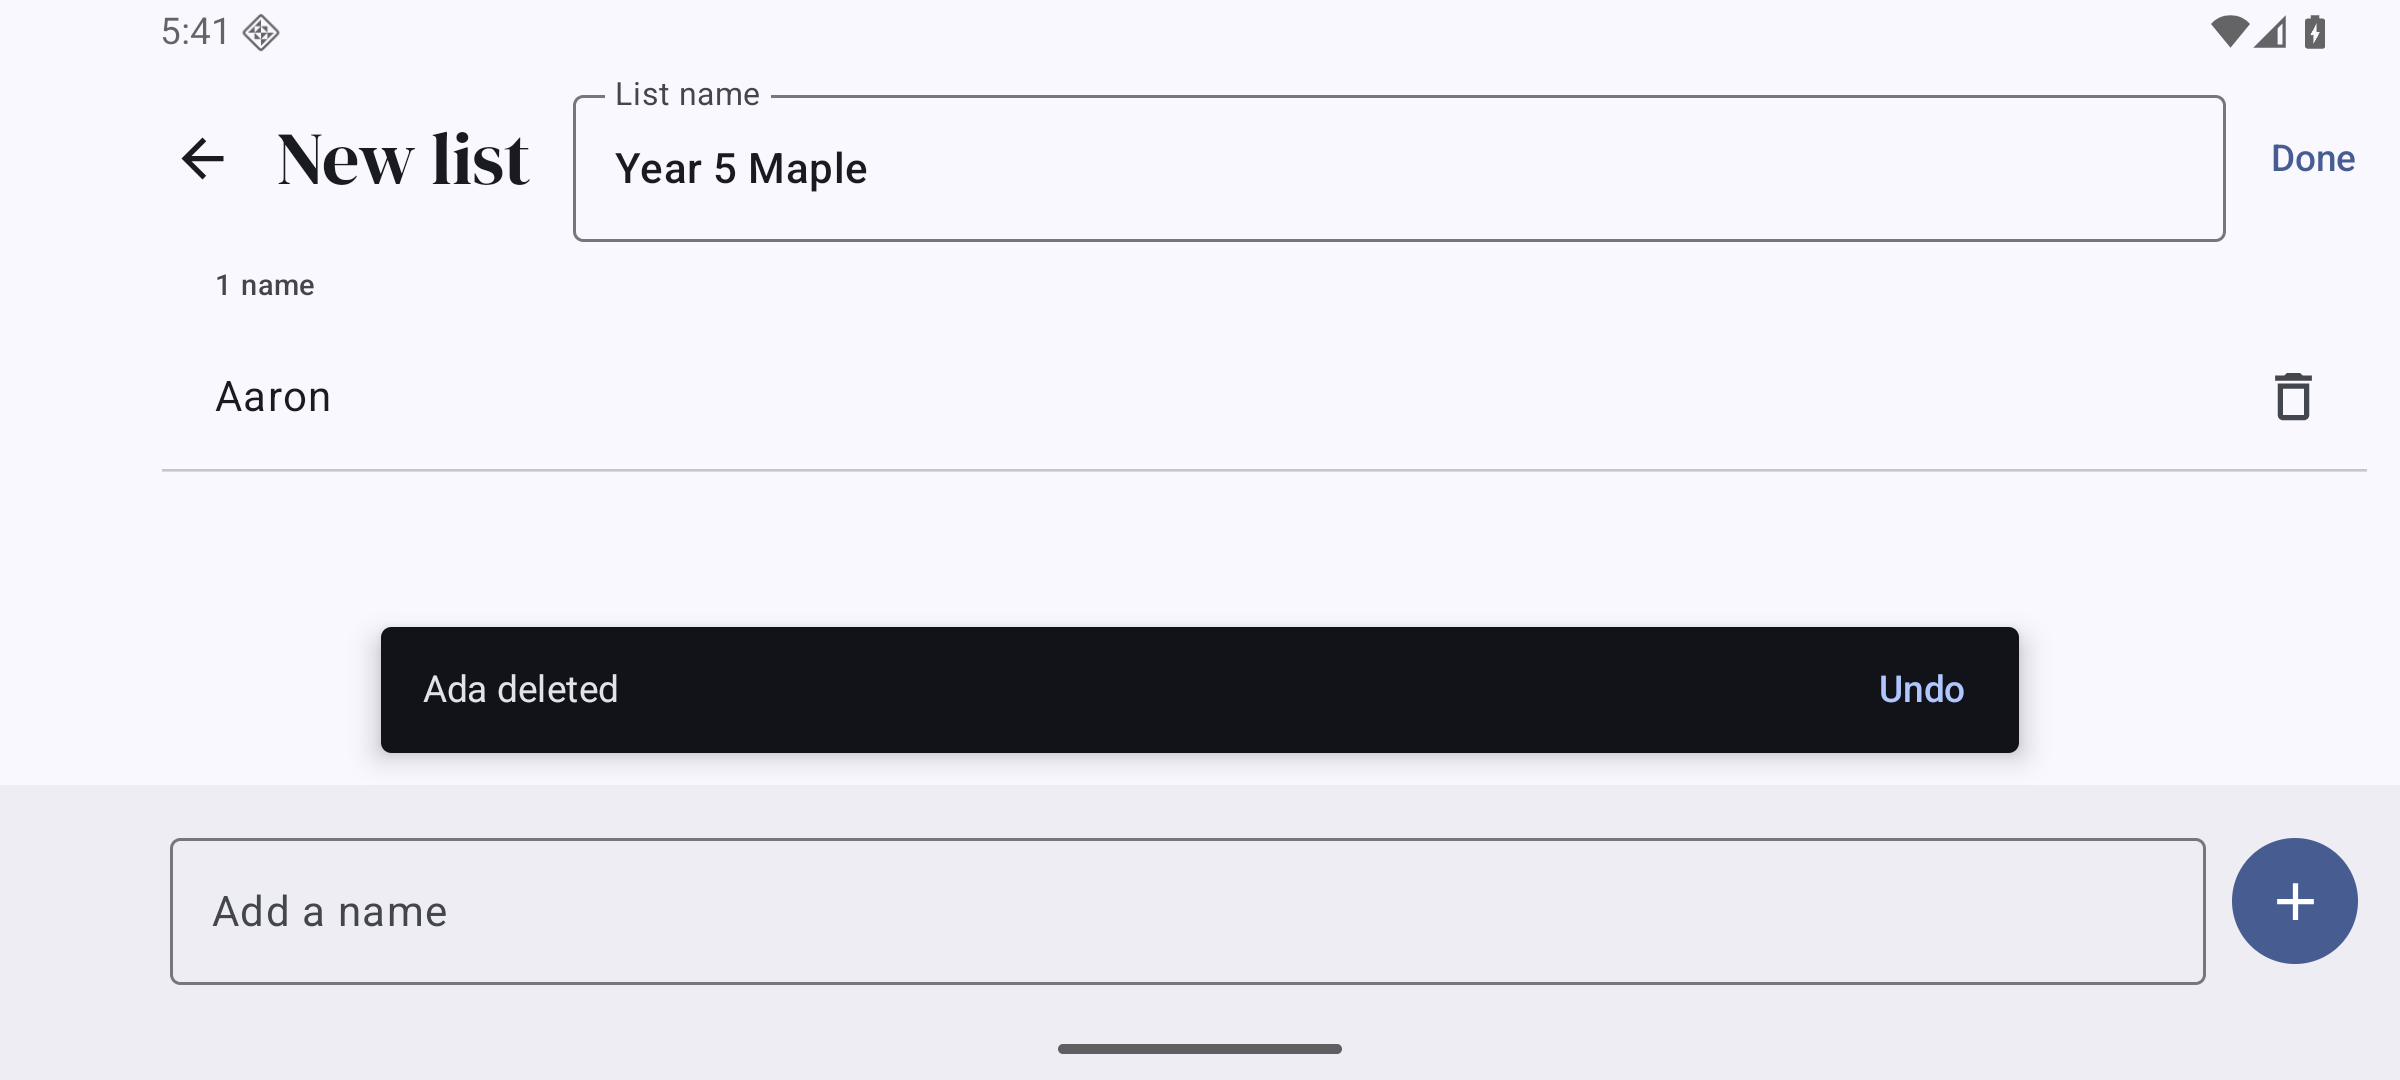 5:41
List name
New list
Year 5 Maple
Done
1 name
Aaron
Ada deleted
Undo
Add a name